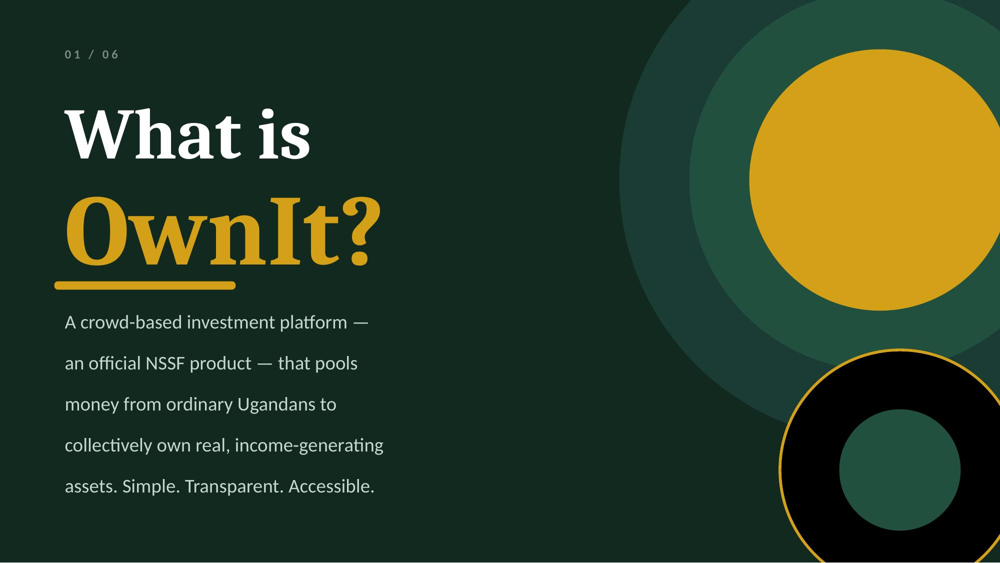 01 / 06
What is
OwnIt?
A crowd-based investment platform —
an official NSSF product — that pools
money from ordinary Ugandans to
collectively own real, income-generating
assets. Simple. Transparent. Accessible.